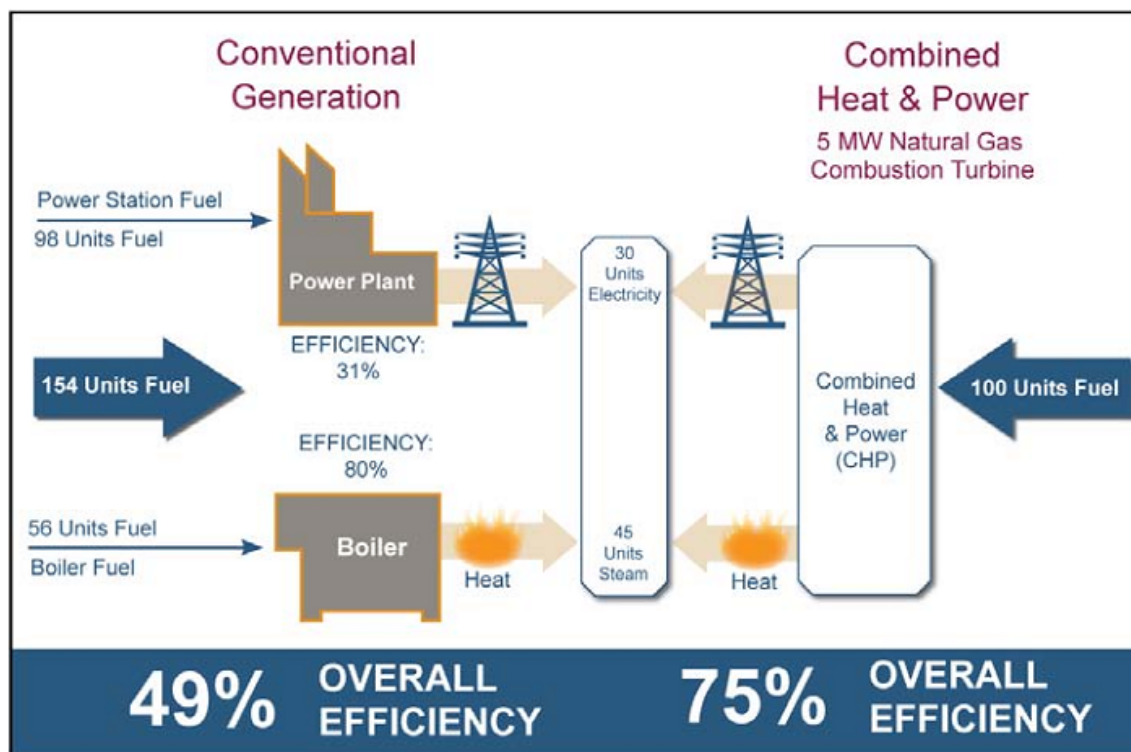 Conventional
Generation
Combined
Heat & Power
5 MW Natural Gas
Combustion Turbine
Power Station Fuel
98 Units Fuel
Power Plant
30
Units
Electricity
EFFICIENCY:
31%
154 Units Fuel
Combined
Heat
& Power
(CHP)
100 Units Fuel
EFFICIENCY:
80%
56 Units Fuel
Boiler Fuel
Boiler
Heat
45
Units
Steam
Heat
49%
OVERALL
EFFICIENCY
75%
OVERALL
EFFICIENCY